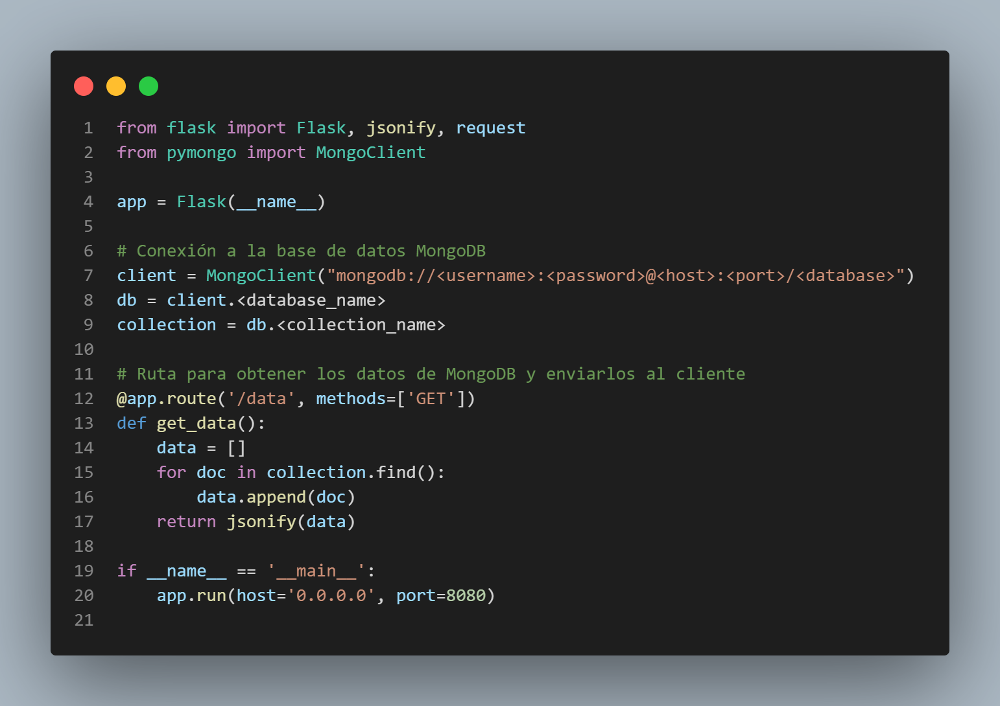 1 from flask import Flask, jsonify, request
2 from pymongo import MongoClient
3
4 app = Flask(__name__)
5
6 # Conexión a la base de datos MongoDB
7 client = MongoClient("mongodb://<username>:<password>@<host>:<port>/<database>")
8 db = client.<database_name>
9 collection = db.<collection_name>
10
11 # Ruta para obtener los datos de MongoDB y enviarlos al cliente
12 @app.route('/data', methods=['GET'])
13 def get_data():
14     data = []
15     for doc in collection.find():
16         data.append(doc)
17     return jsonify(data)
18
19 if __name__ == '__main__':
20     app.run(host='0.0.0.0', port=8080)
21